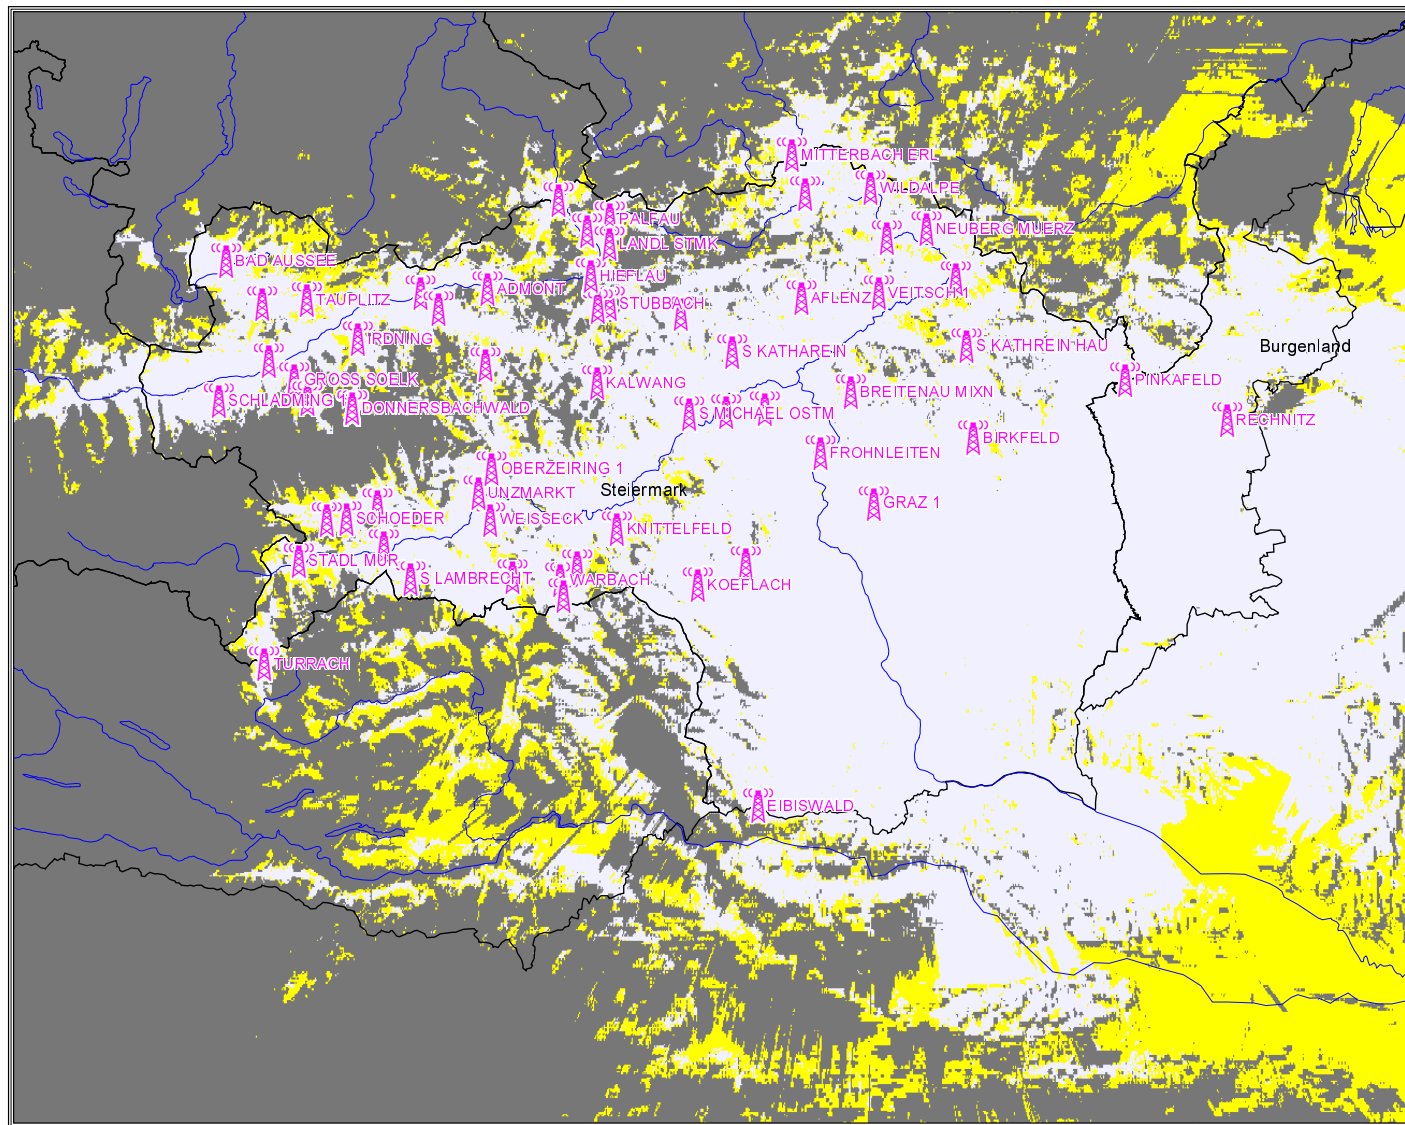 MITTERBACH ERL
WILDALPE
PALFAU
NEUBERG MUERZ
LANDL STMK
BAD AUSSEE
HIEFLAU
ADMONT
TAUPLITZ
STUBBACH
AFLENZ
VEITSCH 1
IRDNING
S KATHAREIN
S KATHREIN HAU
Burgenland
GROSS SOELK
KALWANG
PINKAFELD
SCHLADMING
DONNERSBACHWALD
S MICHAEL OSTM
BREITENAU MIXN
RECHNITZ
BIRKFELD
FROHNLEITEN
OBERZEIRING 1
UNZMARKT
Steiermark
GRAZ 1
SCHOEDER
WEISSECK
KNITTELFELD
STADL MUR
S LAMBRECHT
WARBACH
KOEFLACH
TURRACH
EIBISWALD